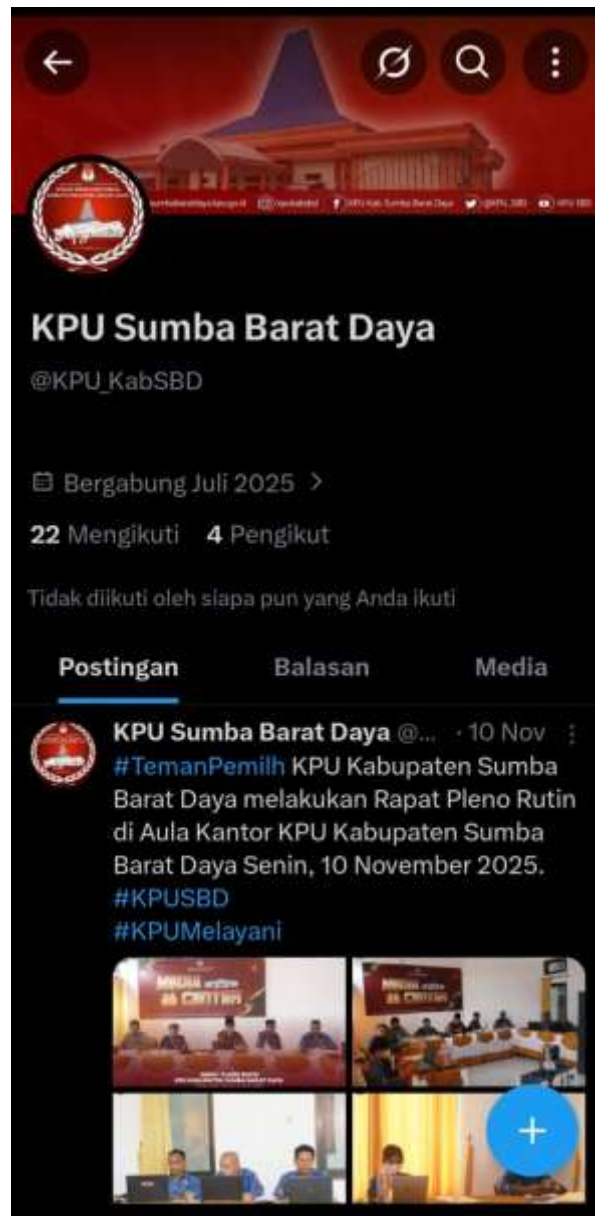 KPU Sumba Barat Daya
@KPU_KabSBD
Bergabung Juli 2025
22 Mengikuti 4 Pengikut
Tidak diikuti oleh siapa pun yang Anda ikuti
Postingan Balasan Media
KPU Sumba Barat Daya @... · 10 Nov
#TemanPemilh KPU Kabupaten Sumba
Barat Daya melakukan Rapat Pleno Rutin
di Aula Kantor KPU Kabupaten Sumba
Barat Daya Senin, 10 November 2025.
#KPUSBD
#KPUMelayani